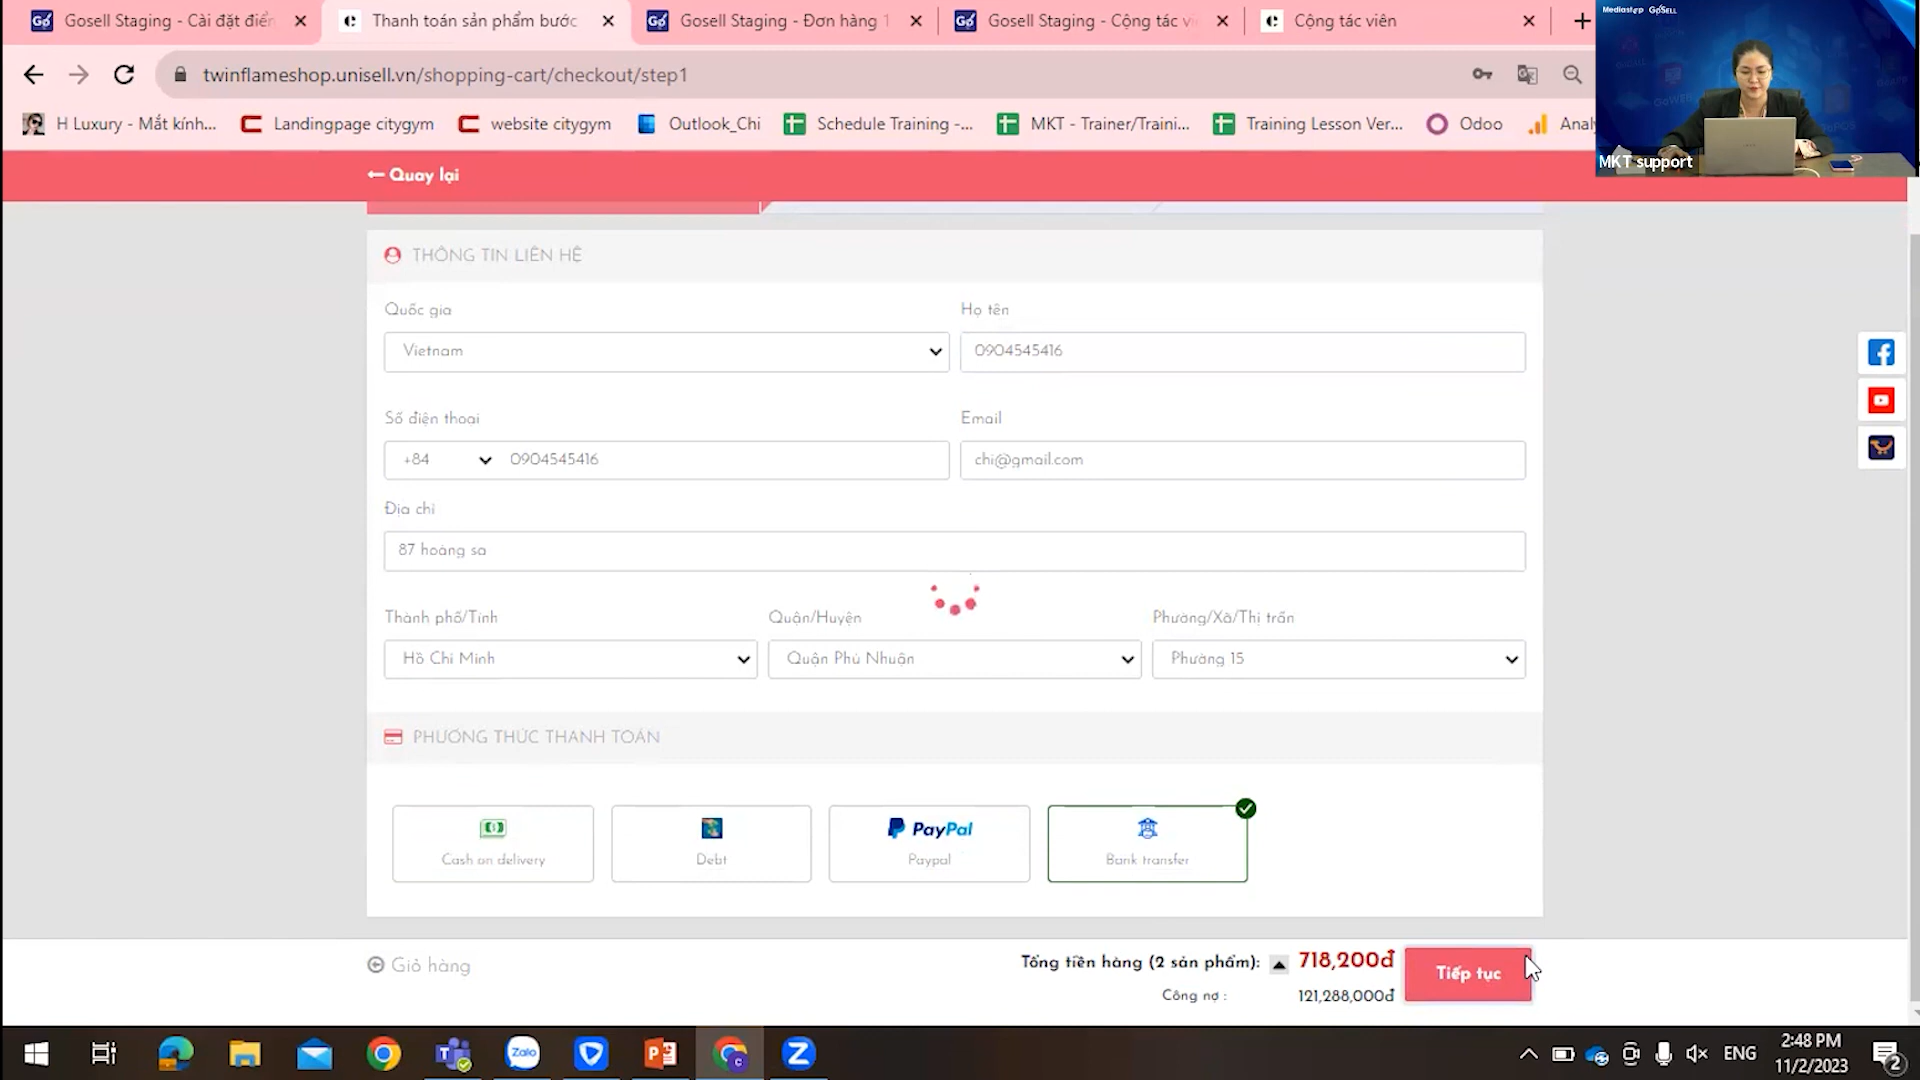 Gosell Staging - Cài đặt điển
Thanh toán sản phẩm bước
Gosell Staging - Đơn hàng 1
Gosell Staging - Cộng tác vi
Cộng tác viên
twinflameshop.unisell.vn/shopping-cart/checkout/step1
H Luxury - Mắt kính...
Landingpage citygym
website citygym
Outlook_Chi
Schedule Training -...
MKT - Trainer/Traini...
Training Lesson Ver...
Odoo
Analy
Mediastep GoSELL
MKT support
Quay lại
THÔNG TIN LIÊN HỆ
Quốc gia
Họ tên
Vietnam
0904545416
Số điện thoại
Email
+84
0904545416
chi@gmail.com
Địa chỉ
87 hoàng sa
Thành phố/Tỉnh
Quận/Huyện
Phường/Xã/Thị trấn
Hồ Chí Minh
Quận Phú Nhuận
Phường 15
PHƯƠNG THỨC THANH TOÁN
Cash on delivery
Debt
PayPal
Paypal
Bank transfer
Giỏ hàng
Tổng tiền hàng (2 sản phẩm):
718,200đ
Công nợ :
121,288,000đ
Tiếp tục
Zalo
ENG
2:48 PM
11/2/2023
2